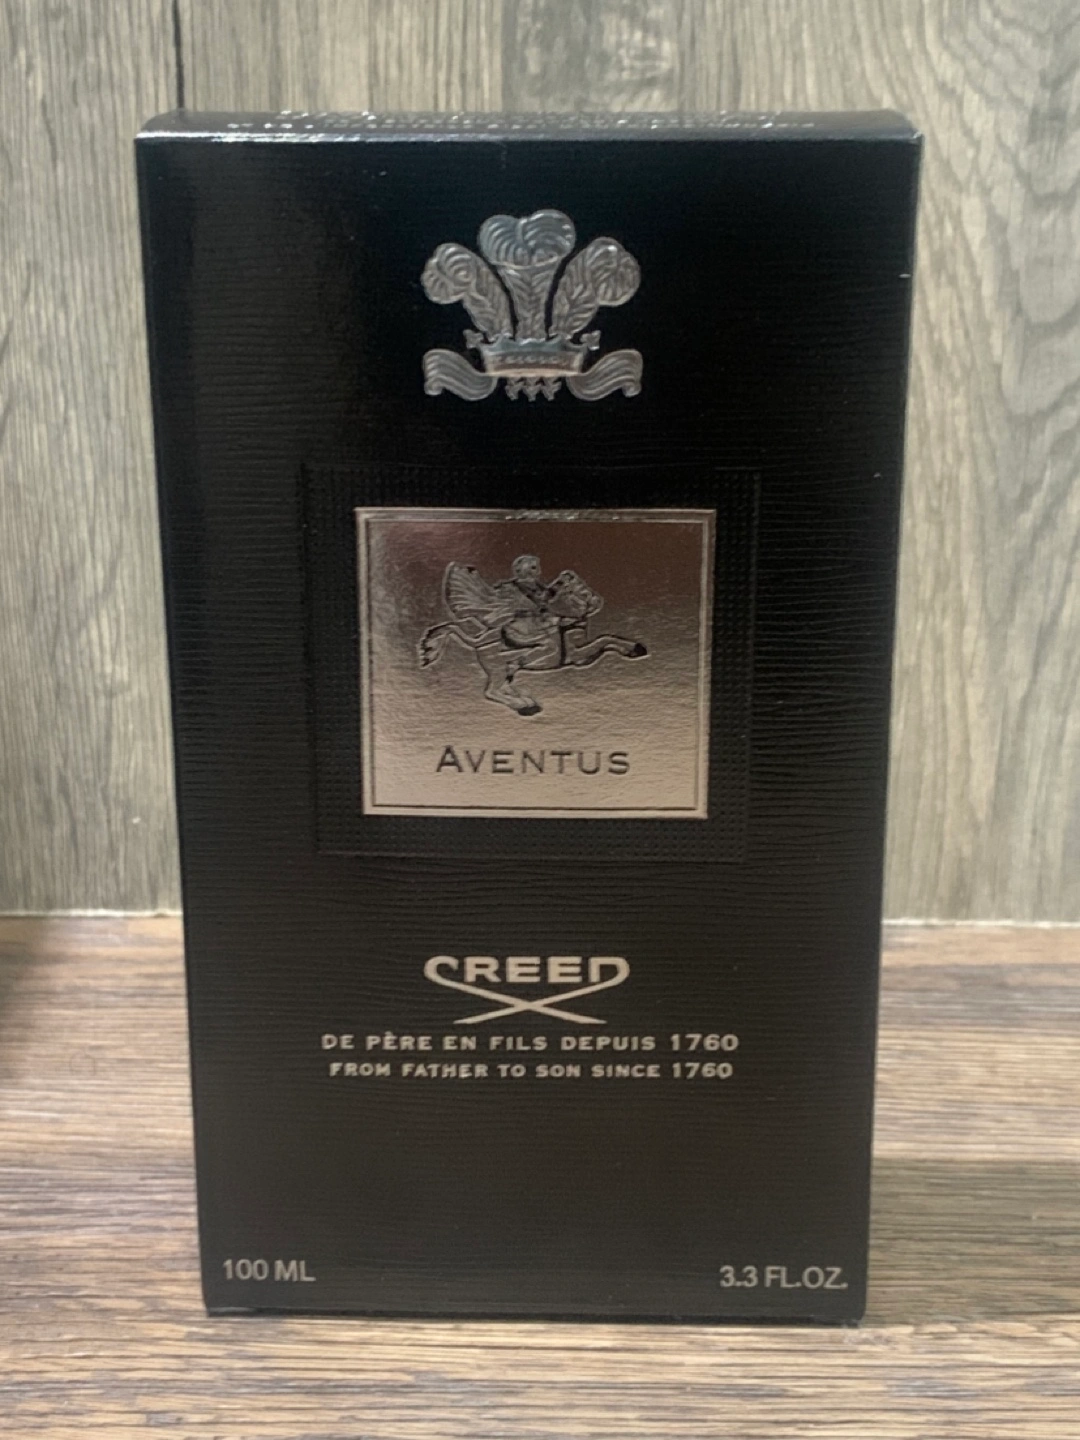 AVENTUS
CREED
DE PÈRE EN FILS DEPUIS 1760
FROM FATHER TO SON SINCE 1760
100 ML
3.3 FL.OZ.